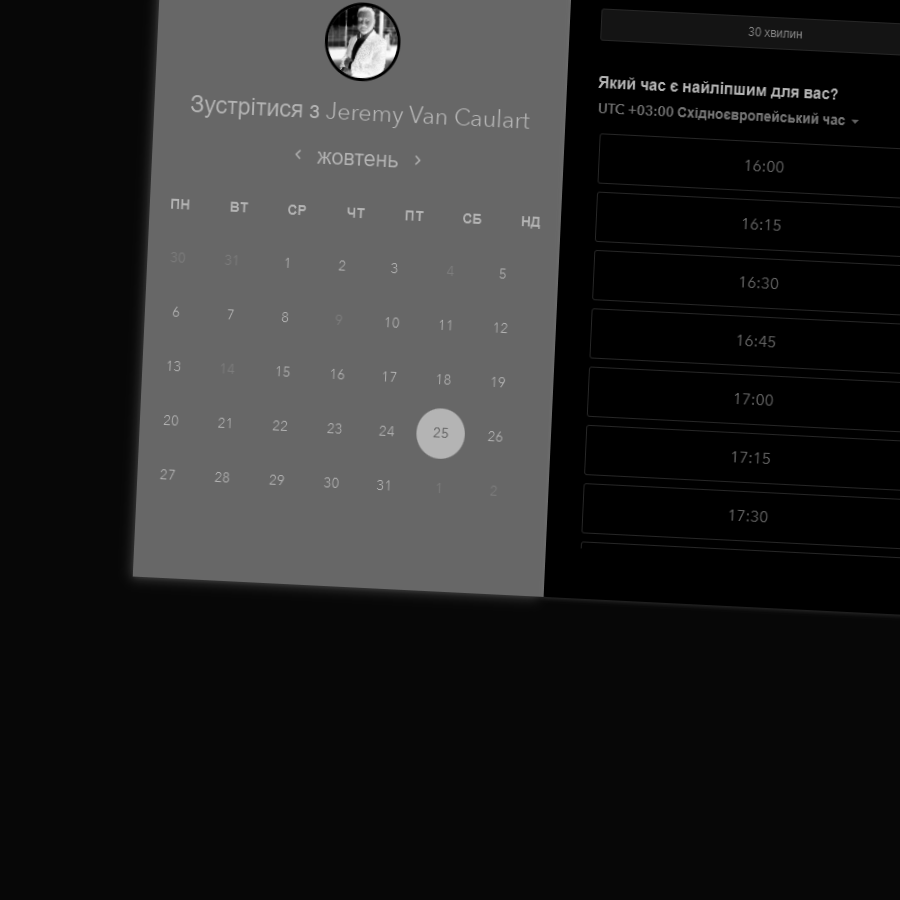 Зустрітися з Jeremy Van Caulart
жовтень
ПН ВТ СР ЧТ ПТ СБ НД
30 31 1 2 3 4 5
6 7 8 9 10 11 12
13 14 15 16 17 18 19
20 21 22 23 24 25 26
27 28 29 30 31 1 2
30 хвилин
Який час є найліпшим для вас?
UTC +03:00 Східноєвропейський час
16:00
16:15
16:30
16:45
17:00
17:15
17:30